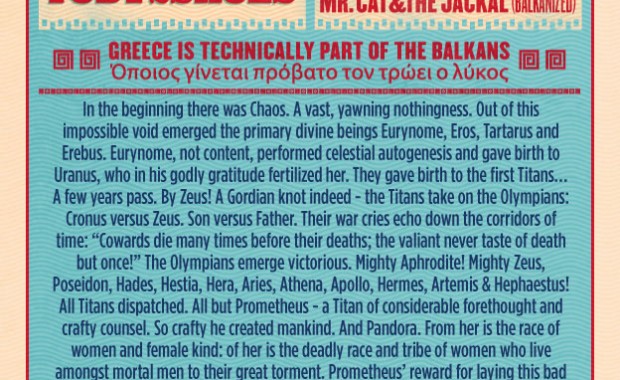 MR. CAT&THE JACKAL (BALKANIZED)
GREECE IS TECHNICALLY PART OF THE BALKANS
Όποιος γίνεται πρόβατο τον τρώει ο λύκος
In the beginning there was Chaos. A vast, yawning nothingness. Out of this
impossible void emerged the primary divine beings Eurynome, Eros, Tartarus and
Erebus. Eurynome, not content, performed celestial autogenesis and gave birth to
Uranus, who in his godly gratitude fertilized her. They gave birth to the first Titans...
A few years pass. By Zeus! A Gordian knot indeed - the Titans take on the Olympians:
Cronus versus Zeus. Son versus Father. Their war cries echo down the corridors of
time: “Cowards die many times before their deaths; the valiant never taste of death
but once!” The Olympians emerge victorious. Mighty Aphrodite! Mighty Zeus,
Poseidon, Hades, Hestia, Hera, Aries, Athena, Apollo, Hermes, Artemis & Hephaestus!
All Titans dispatched. All but Prometheus - a Titan of considerable forethought and
crafty counsel. So crafty he created mankind. And Pandora. From her is the race of
women and female kind: of her is the deadly race and tribe of women who live
amongst mortal men to their great torment. Prometheus’ reward for laying this bad